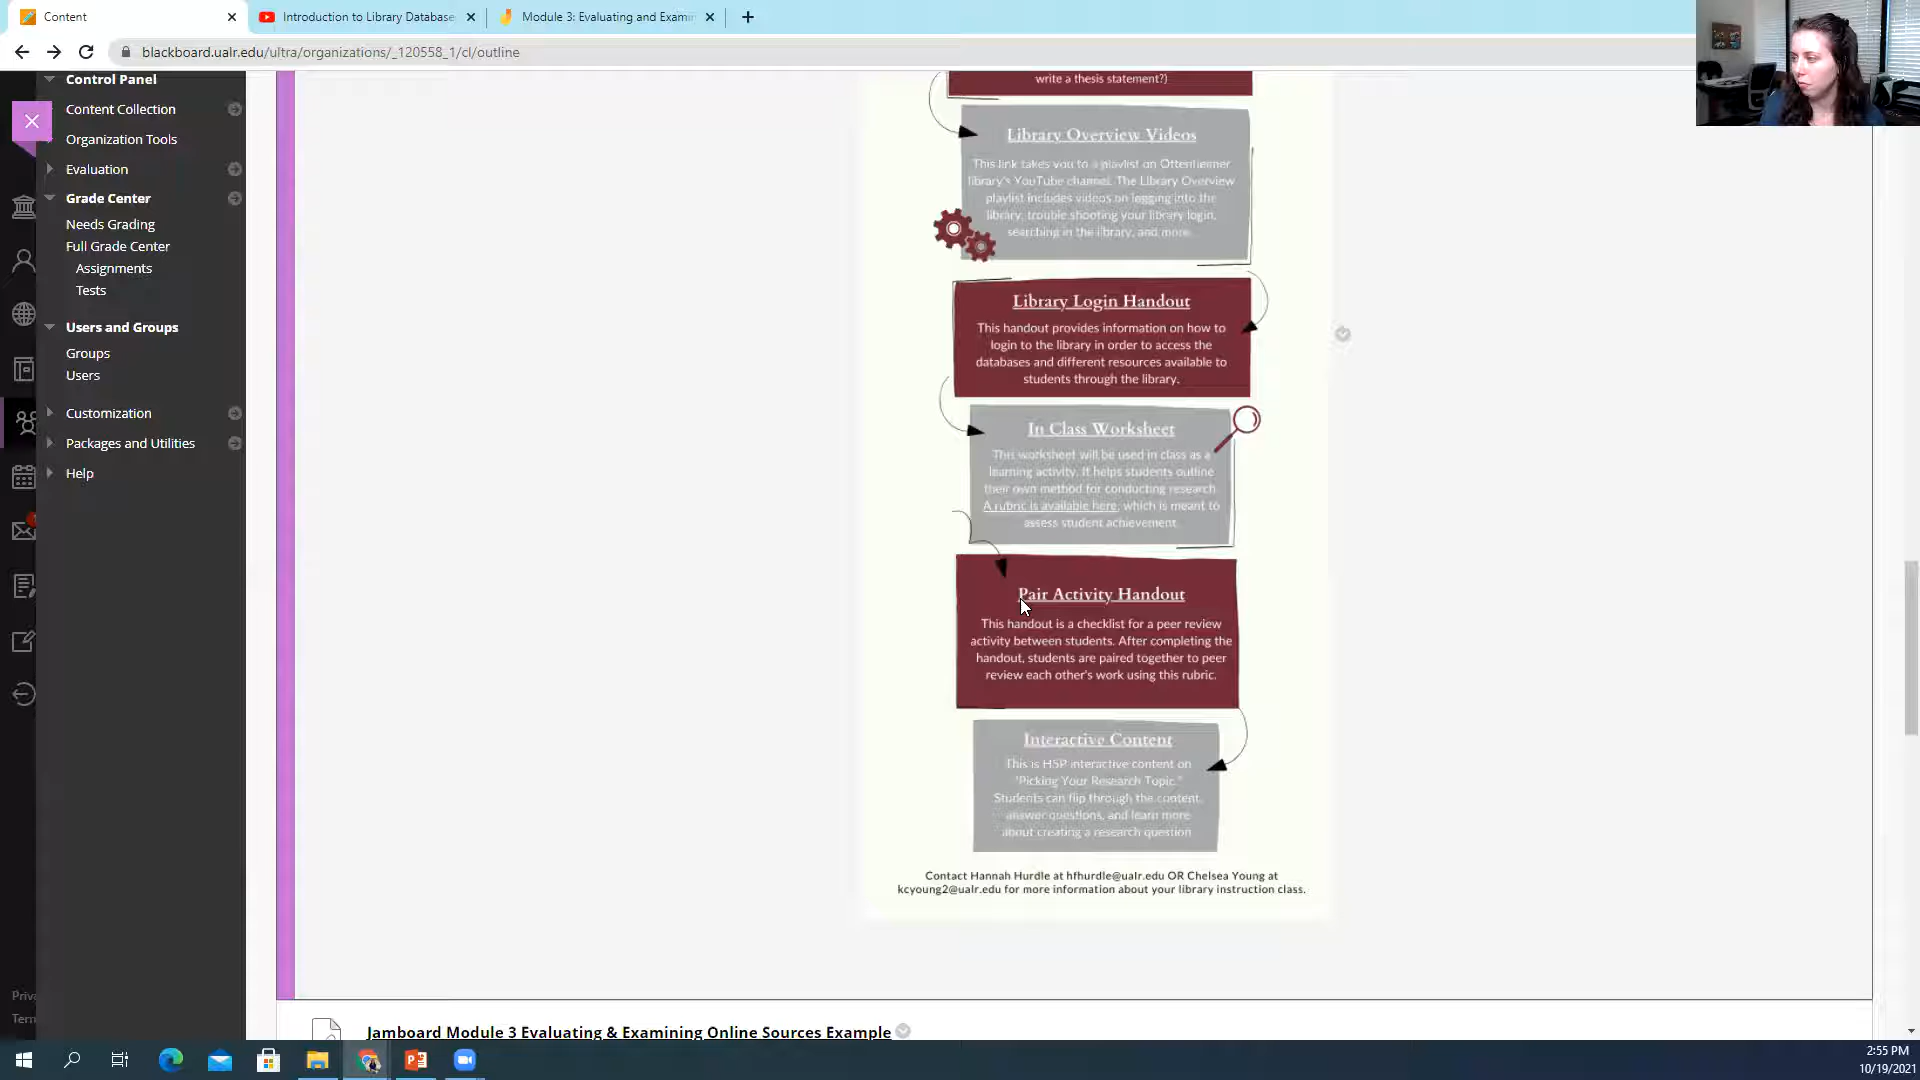 Content
Introduction to Library Database
Module 3: Evaluating and Examin
blackboard.ualr.edu/ultra/organizations/_120558_1/cl/outline
Control Panel
Content Collection
Organization Tools
Evaluation
Grade Center
Needs Grading
Full Grade Center
Assignments
Tests
Users and Groups
Groups
Users
Customization
Packages and Utilities
Help
Priva
Term
write a thesis statement?)
Library Overview Videos
This link takes you to a playlist on Ottenheimer
library's YouTube channel. The Library Overview
playlist includes videos on logging into the
library, trouble shooting your library login,
searching in the library, and more.
Library Login Handout
This handout provides information on how to
login to the library in order to access the
databases and different resources available to
students through the library.
In Class Worksheet
This worksheet will be used in class as a
learning activity. It helps students outline
their own method for conducting research.
A rubric is available here, which is meant to
assess student achievement.
Pair Activity Handout
This handout is a checklist for a peer review
activity between students. After completing the
handout, students are paired together to peer
review each other's work using this rubric.
Interactive Content
This is H5P interactive content on
"Picking Your Research Topic."
Students can flip through the content,
answer questions, and learn more
about creating a research question
Contact Hannah Hurdle at hfhurdle@ualr.edu OR Chelsea Young at
kcyoung2@ualr.edu for more information about your library instruction class.
Jamboard Module 3 Evaluating & Examining Online Sources Example
2:55 PM
10/19/2021